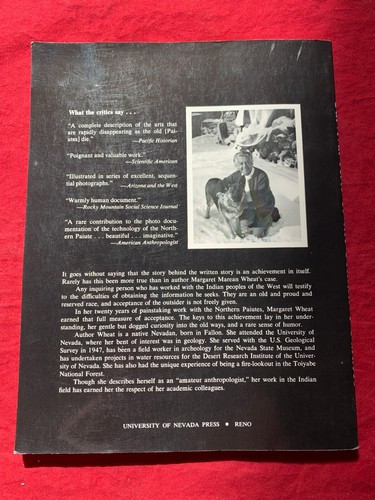 What the critics say . . .
"A complete description of the arts that
are rapidly disappearing as the old [Pai-
utes] die."
—Pacific Historian
"Poignant and valuable work."
—Scientific American
"Illustrated in series of excellent, sequen-
tial photographs."
—Arizona and the West
"Warmly human document."
—Rocky Mountain Social Science Journal
"A rare contribution to the photo docu-
mentation of the technology of the North-
ern Paiute . . . beautiful . . . imaginative."
—American Anthropologist
It goes without saying that the story behind the written story is an achievement in itself.
Rarely has this been more true than in author Margaret Marean Wheat's case.
Any inquiring person who has worked with the Indian peoples of the West will testify
to the difficulties of obtaining the information he seeks. They are an old and proud and
reserved race, and acceptance of the outsider is not freely given.
In her twenty years of painstaking work with the Northern Paiutes, Margaret Wheat
earned that full measure of acceptance. The keys to this achievement lay in her under-
standing, her gentle but dogged curiosity into the old ways, and a rare sense of humor.
Author Wheat is a native Nevadan, born in Fallon. She attended the University of
Nevada, where her bent of interest was in geology. She served with the U.S. Geological
Survey in 1947, has been a field worker in archeology for the Nevada State Museum, and
has undertaken projects in water resources for the Desert Research Institute of the Univer-
sity of Nevada. She has also had the unique experience of being a fire-lookout in the Toiyabe
National Forest.
Though she describes herself as an "amateur anthropologist," her work in the Indian
field has earned her the respect of her academic colleagues.
UNIVERSITY OF NEVADA PRESS • RENO